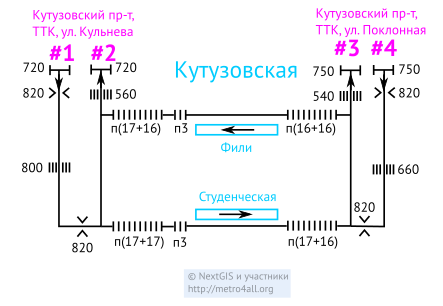 Кутузовский пр-т,
ТТК, ул. Кульнева
#1 #2
Кутузовский пр-т,
ТТК, ул. Поклонная
#3 #4
720 720
750 750
Кутузовская
820 560
540 820
п(17+16) п3 п(16+16)
Фили
800
660
Студенческая
820
820
п(17+17) п3 п(17+16)
© NextGIS и участники
http://metro4all.org